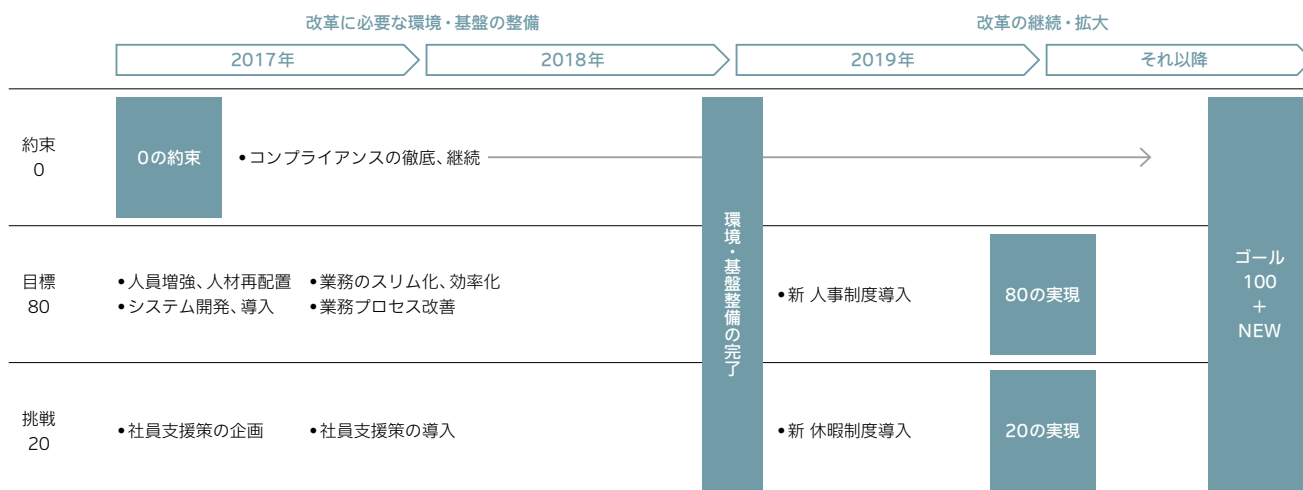 改革に必要な環境・基盤の整備
改革の継続・拡大
2017年
2018年
2019年
それ以降
約束
0
0の約束
•コンプライアンスの徹底、継続
環境・基盤整備の完了
ゴール
100
+
NEW
目標
80
•人員増強、人材再配置
•システム開発、導入
•業務のスリム化、効率化
•業務プロセス改善
•新 人事制度導入
80の実現
挑戦
20
•社員支援策の企画
•社員支援策の導入
•新 休暇制度導入
20の実現